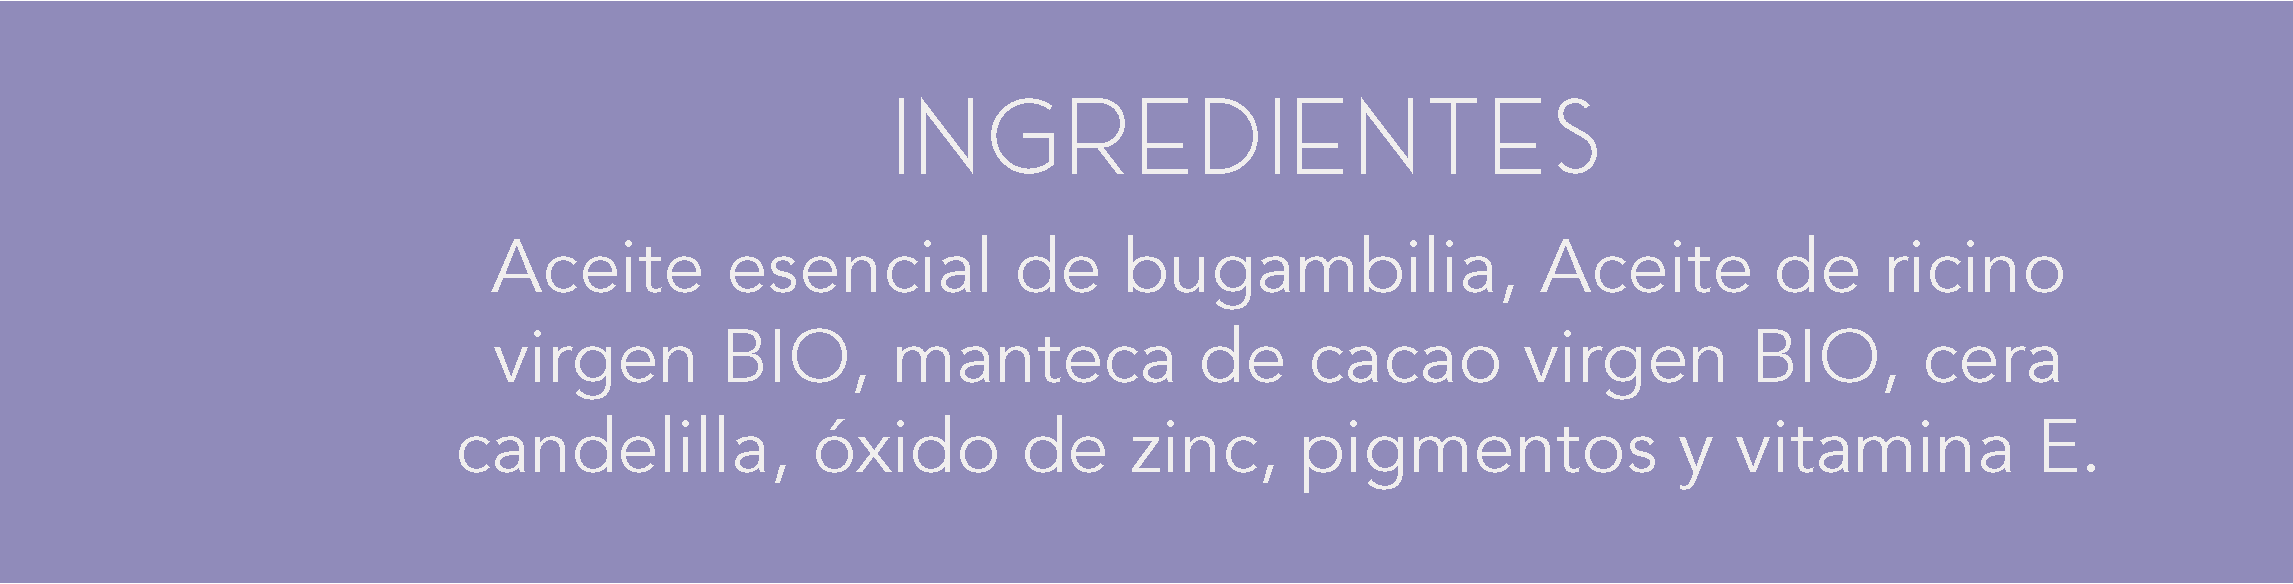 INGREDIENTES
Aceite esencial de bugambilia, Aceite de ricino
virgen BIO, manteca de cacao virgen BIO, cera
candelilla, óxido de zinc, pigmentos y vitamina E.